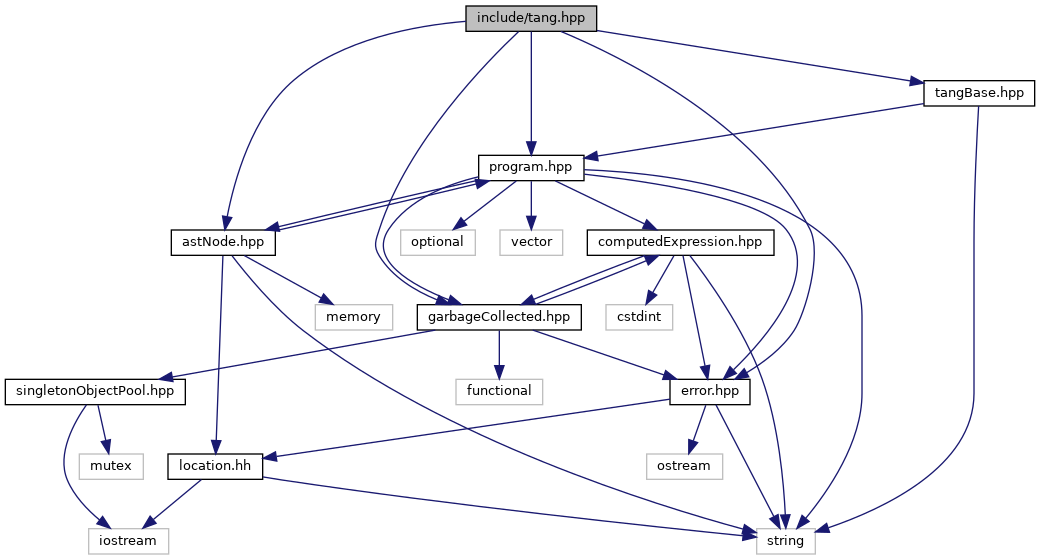 include/tang.hpp
tangBase.hpp
program.hpp
astNode.hpp
optional
vector
computedExpression.hpp
memory
garbageCollected.hpp
cstdint
singletonObjectPool.hpp
functional
error.hpp
mutex
location.hh
ostream
iostream
string